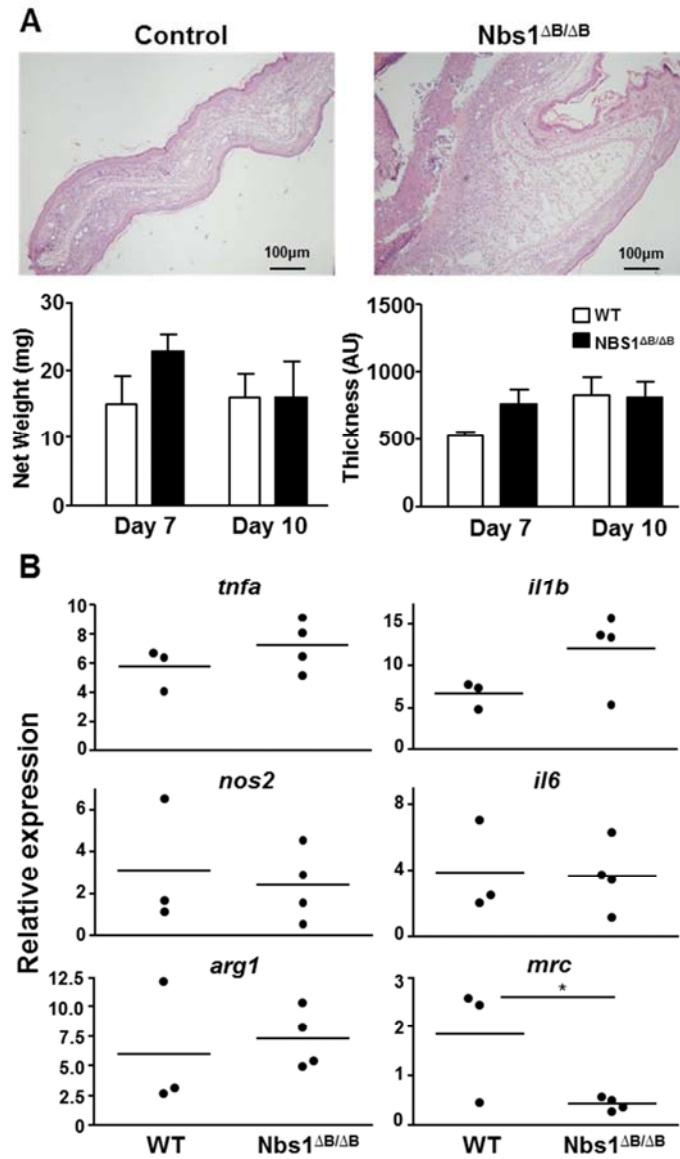 A
Control
Nbs1ΔB/ΔB
100μm
100μm
Net Weight (mg)
30
20
10
0
Day 7
Day 10
Thickness (AU)
1500
1000
500
0
WT
NBS1ΔB/ΔB
Day 7
Day 10
B
Relative expression
tnfa
10
8
6
4
2
0
il1b
15
10
5
0
nos2
6
4
2
0
il6
8
4
0
arg1
12.5
10.0
7.5
5.0
2.5
0
WT
Nbs1ΔB/ΔB
mrc
3
2
1
0
*
WT
Nbs1ΔB/ΔB